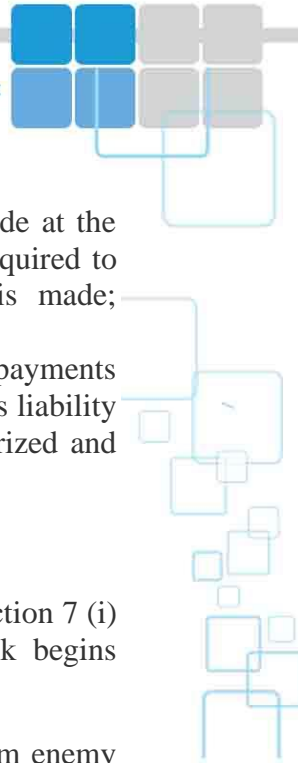 de at the
quired to
is made;
payments
s liability
rized and
ction 7 (i)
k begins
m enemy